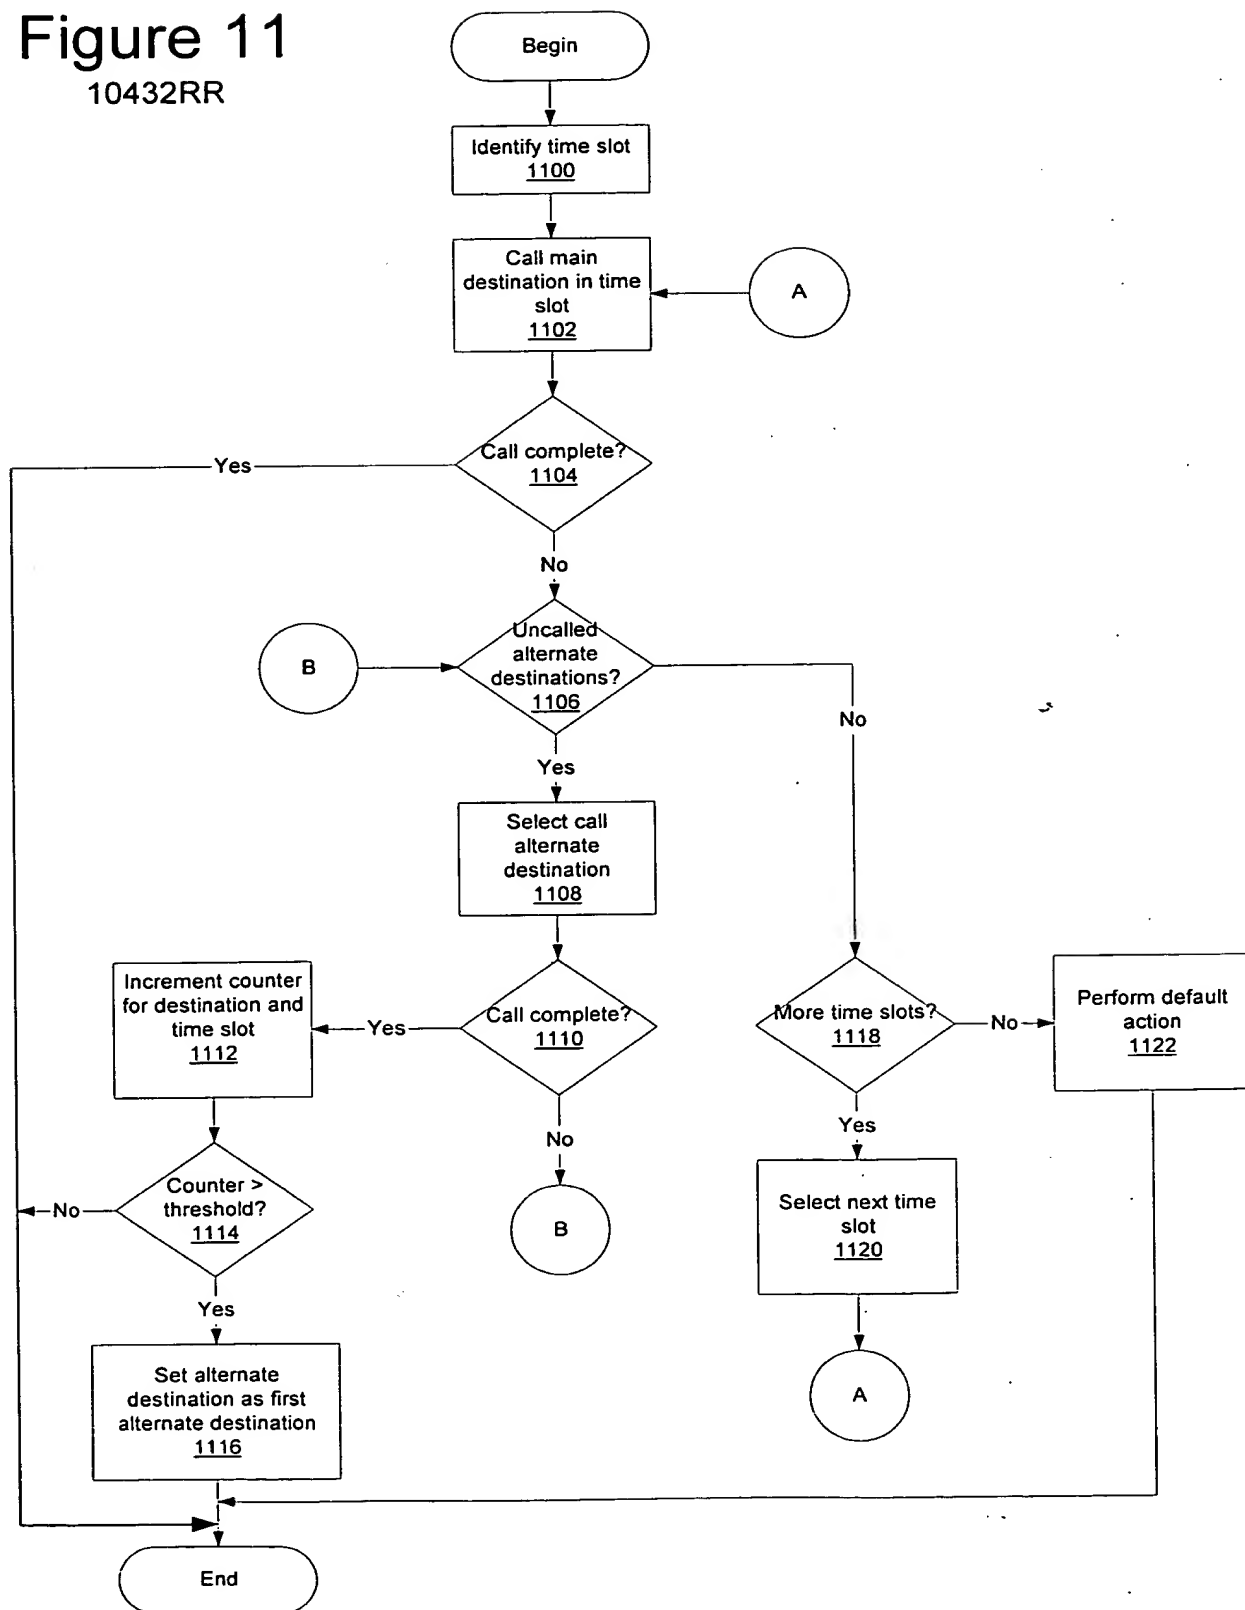 Figure 11
10432RR
Begin
Identify time slot
1100
Call main
destination in time
slot
1102
A
Call complete?
1104
Yes
No
B
Uncalled
alternate
destinations?
1106
No
Yes
Select call
alternate
destination
1108
Increment counter
for destination and
time slot
1112
Yes
Call complete?
1110
More time slots?
1118
No
Perform default
action
1122
No
Yes
Counter >
threshold?
1114
No
B
Select next time
slot
1120
Yes
Set alternate
destination as first
alternate destination
1116
A
End